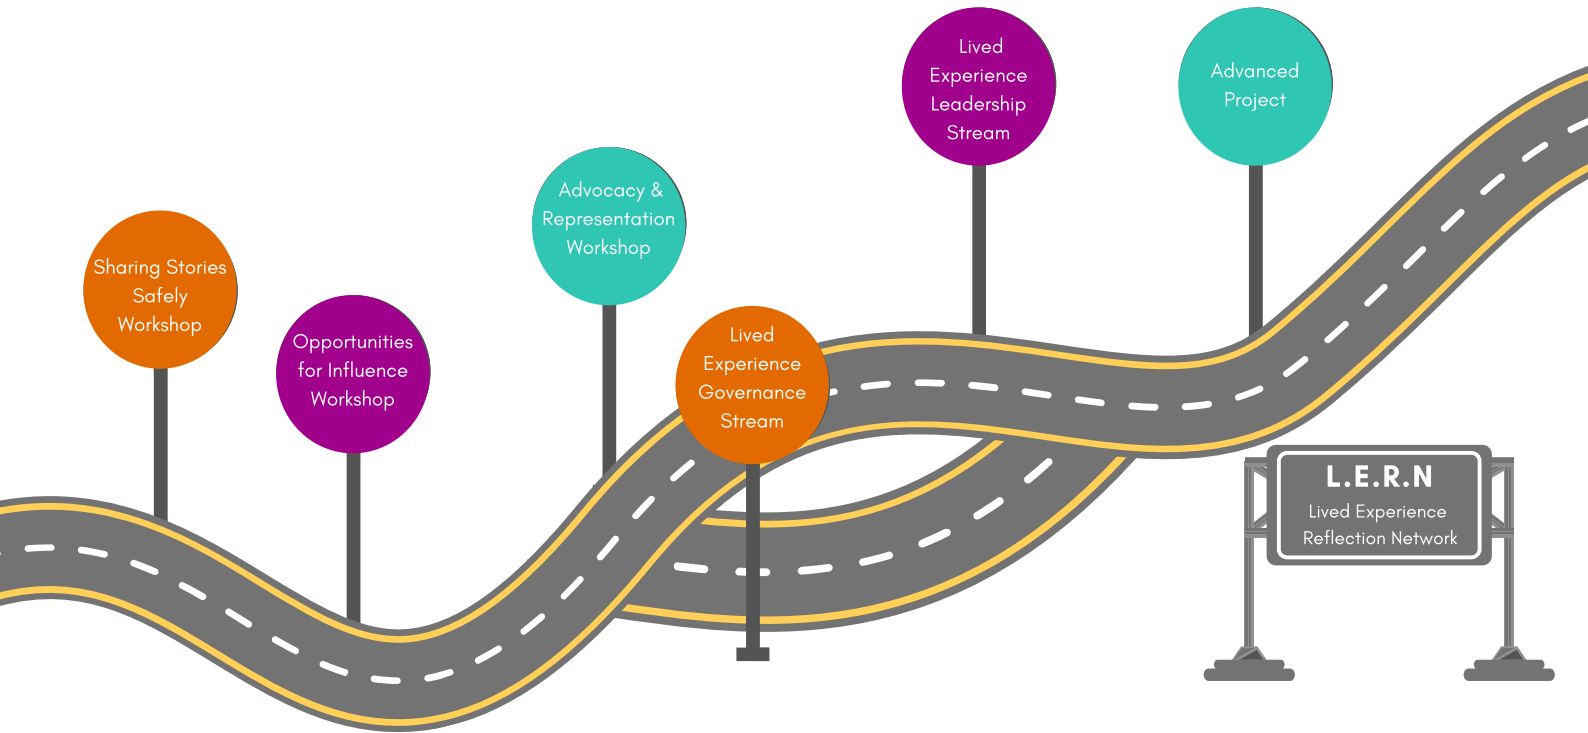 Sharing Stories
Safely
Workshop
Opportunities
for Influence
Workshop
Advocacy &
Representation
Workshop
Lived
Experience
Governance
Stream
Lived
Experience
Leadership
Stream
Advanced
Project
L.E.R.N
Lived Experience
Reflection Network